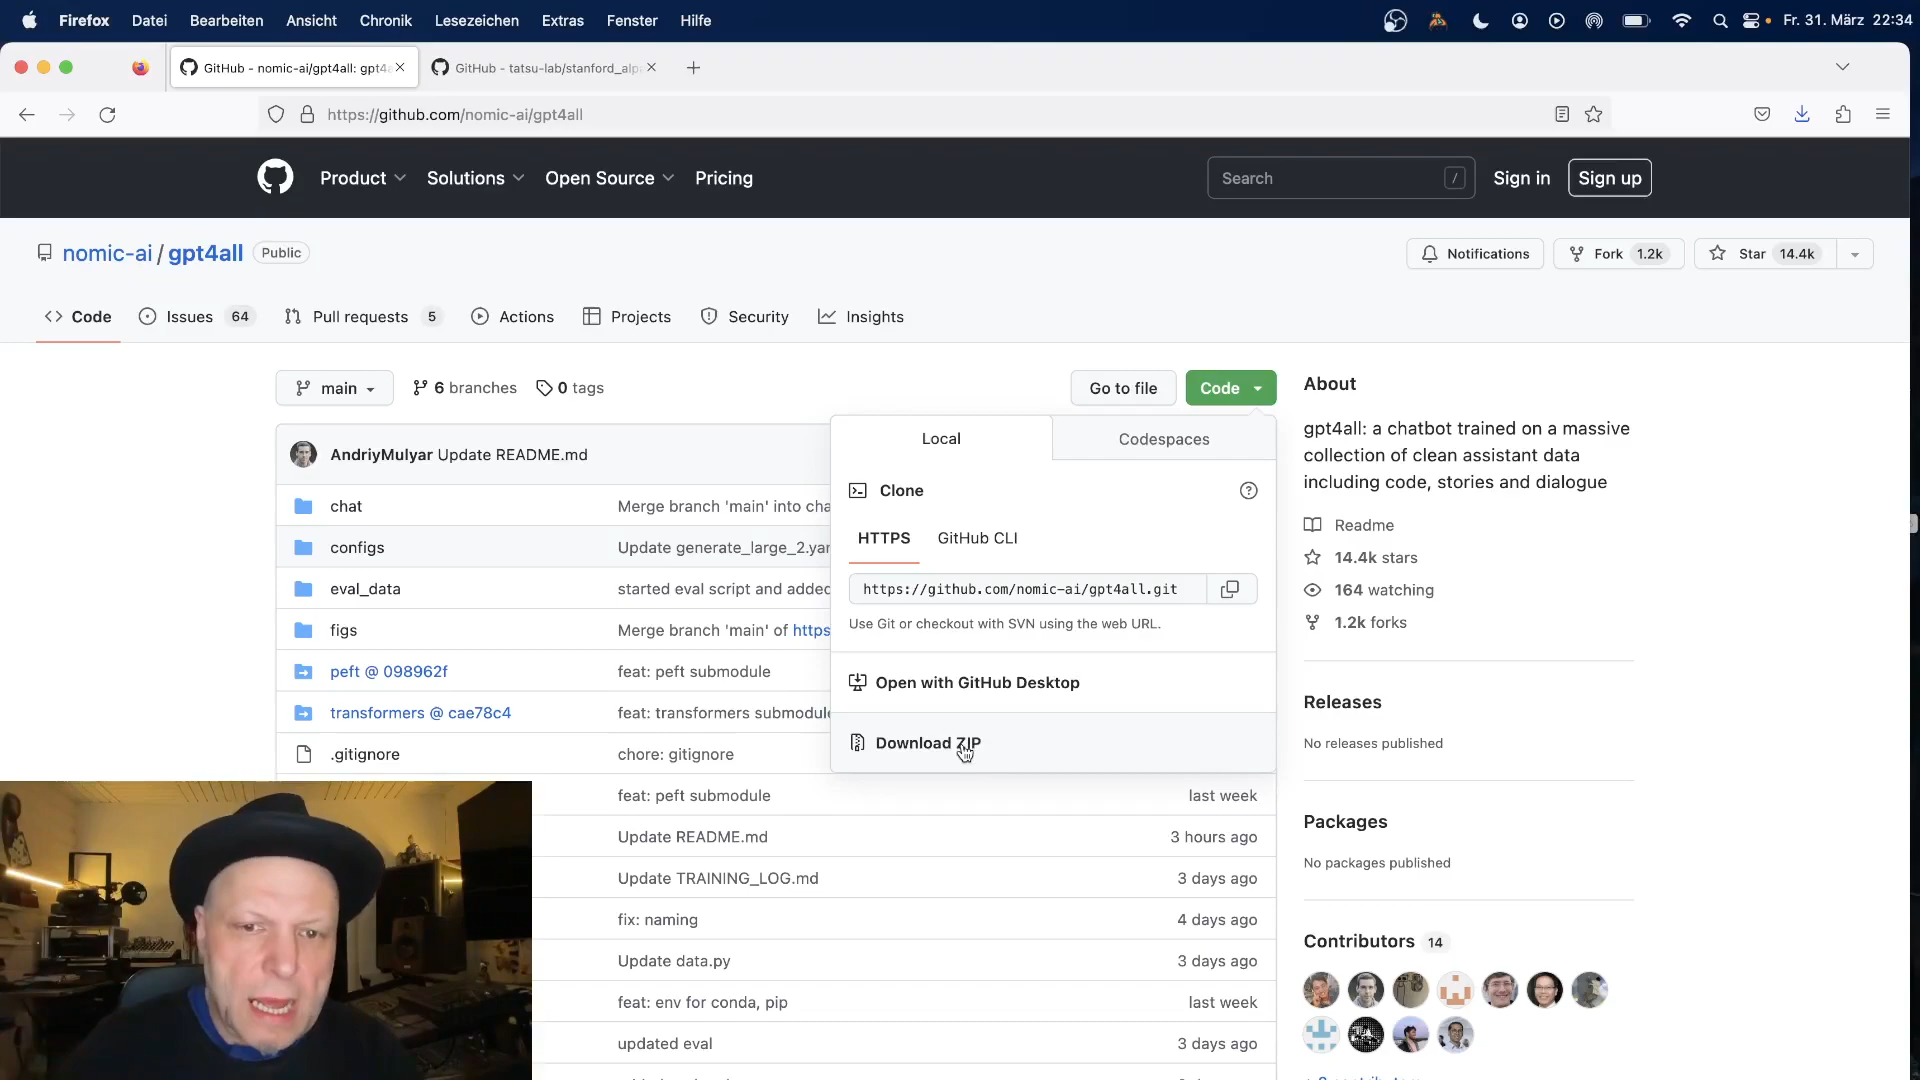 Firefox Datei Bearbeiten Ansicht Chronik Lesezeichen Extras Fenster Hilfe Fr. 31. März 22:34
GitHub - nomic-ai/gpt4all: gpt4a
GitHub - tatsu-lab/stanford_alp
https://github.com/nomic-ai/gpt4all
Product Solutions Open Source Pricing Search / Sign in Sign up
nomic-ai / gpt4all Public Notifications Fork 1.2k Star 14.4k
Code Issues 64 Pull requests 5 Actions Projects Security Insights
main 6 branches 0 tags Go to file Code
AndriyMulyar Update README.md
chat Merge branch 'main' into cha
configs Update generate_large_2.yam
eval_data started eval script and added
figs Merge branch 'main' of https
peft @ 098962f feat: peft submodule
transformers @ cae78c4 feat: transformers submodule
.gitignore chore: gitignore
feat: peft submodule last week
Update README.md 3 hours ago
Update TRAINING_LOG.md 3 days ago
fix: naming 4 days ago
Update data.py 3 days ago
feat: env for conda, pip last week
updated eval 3 days ago
Local Codespaces
Clone
HTTPS GitHub CLI
https://github.com/nomic-ai/gpt4all.git
Use Git or checkout with SVN using the web URL.
Open with GitHub Desktop
Download ZIP
About
gpt4all: a chatbot trained on a massive
collection of clean assistant data
including code, stories and dialogue
Readme
14.4k stars
164 watching
1.2k forks
Releases
No releases published
Packages
No packages published
Contributors 14